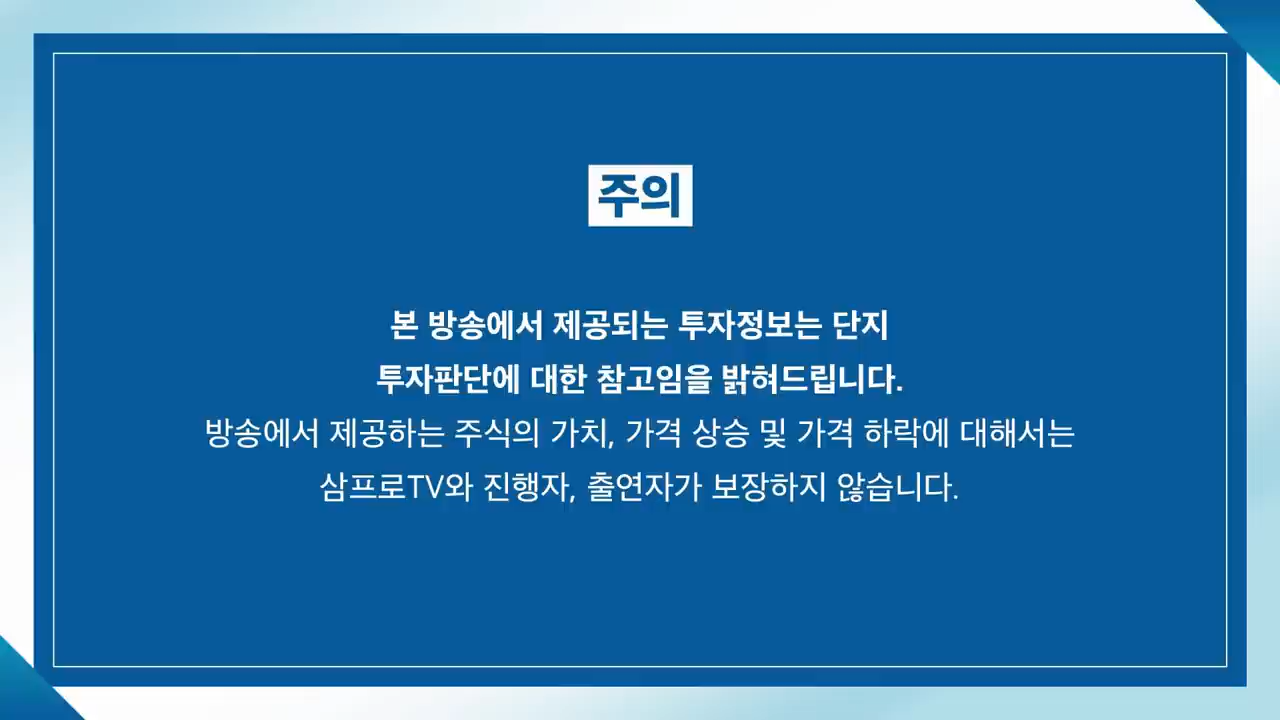 주의
본 방송에서 제공되는 투자정보는 단지
투자판단에 대한 참고임을 밝혀드립니다.
방송에서 제공하는 주식의 가치, 가격 상승 및 가격 하락에 대해서는
삼프로TV와 진행자, 출연자가 보장하지 않습니다.